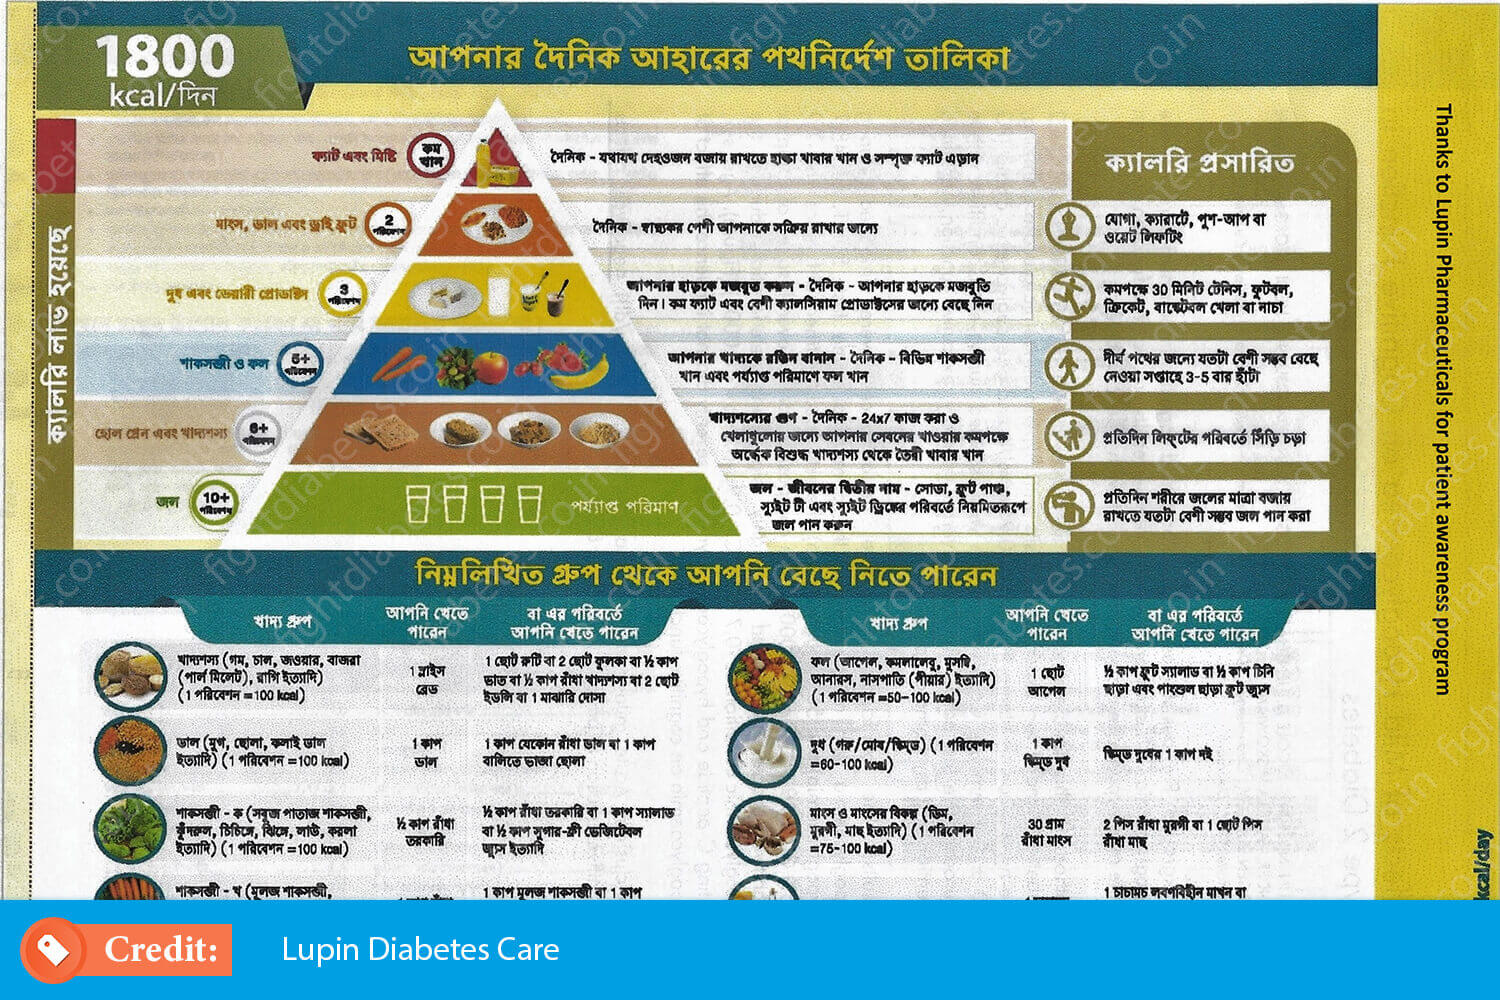 1800
kcal/দিন
আপনার দৈনিক আহারের পথনির্দেশ তালিকা
ক্যালরি লাভ হয়েছে
ফ্যাট এবং মিষ্টি
কম
খান
দৈনিক - যথাযথ দেহওজন বজায় রাখতে হাল্কা খাবার খান ও সম্পৃক্ত ফ্যাট এড়ান
মাংস, ডাল এবং ড্রাই ফ্রুট
2
পরিবেশন
দৈনিক - স্বাস্থ্যকর পেশী আপনাকে সক্রিয় রাখার জন্যে
দুধ এবং ডেয়ারী প্রোডাক্টস
3
পরিবেশন
আপনার হাড়কে মজবুত করুন - দৈনিক - আপনার হাড়কে মজবুতি
দিন। কম ফ্যাট এবং বেশী ক্যালসিয়াম প্রোডাক্টসের জন্যে বেছে নিন
শাকসব্জী ও ফল
5+
পরিবেশন
আপনার খাদ্যকে রঙিন বানান - দৈনিক - বিভিন্ন শাকসব্জী
খান এবং পর্য্যাপ্ত পরিমাণে ফল খান
হোল গ্রেন এবং খাদ্যশস্য
6+
পরিবেশন
খাদ্যশস্যের গুণ - দৈনিক - 24x7 কাজ করা ও
খেলাধূলোর জন্যে আপনার সেবনের খাওয়ার কমপক্ষে
অর্ধেক বিশুদ্ধ খাদ্যশস্য থেকে তৈরী খাবার খান
জল
10+
পরিবেশন
পর্য্যাপ্ত পরিমাণ
জল - জীবনের দ্বিতীয় নাম - সোডা, ফ্রুট পাঞ্চ,
স্যুইট টী এবং স্যুইট ড্রিঙ্কের পরিবর্তে নিয়মিতরূপে
জল পান করুন
ক্যালরি প্রসারিত
যোগা, ক্যারাটে, পুশ-আপ বা
ওয়েট লিফটিং
কমপক্ষে 30 মিনিট টেনিস, ফুটবল,
ক্রিকেট, বাস্কেটবল খেলা বা নাচা
দীর্ঘ পথের জন্যে যতটা বেশী সম্ভব বেছে
নেওয়া সপ্তাহে 3-5 বার হাঁটা
প্রতিদিন লিফ্টের পরিবর্তে সিঁড়ি চড়া
প্রতিদিন শরীরে জলের মাত্রা বজায়
রাখতে যতটা বেশী সম্ভব জল পান করা
নিম্নলিখিত গ্রুপ থেকে আপনি বেছে নিতে পারেন
খাদ্য গ্রুপ
আপনি খেতে
পারেন
বা এর পরিবর্তে
আপনি খেতে পারেন
খাদ্যশস্য (গম, চাল, জওয়ার, বাজরা
(পার্ল মিলেট), রাগি ইত্যাদি)
(1 পরিবেশন =100 kcal)
1 স্লাইস
ব্রেড
1 ছোট রুটি বা 2 ছোট ফুলকা বা ½ কাপ
ভাত বা ½ কাপ রাঁধা খাদ্যশস্য বা 2 ছোট
ইডলি বা 1 মাঝারি দোসা
ডাল (মুগ, ছোলা, কলাই ডাল
ইত্যাদি) (1 পরিবেশন =100 kcal)
1 কাপ
ডাল
1 কাপ যেকোন রাঁধা ডাল বা 1 কাপ
বালিতে ভাজা ছোলা
শাকসব্জী - ক (সবুজ পাতাজ শাকসব্জী,
কুঁদরুল, চিচিঙ্গে, ঝিঙ্গে, লাউ, করলা
ইত্যাদি) (1 পরিবেশন =100 kcal)
½ কাপ রাঁধা
তরকারি
½ কাপ রাঁধা তরকারি বা 1 কাপ স্যালাড
বা ½ কাপ সুগার-ফ্রী ভেজিটেবল
জ্যুস ইত্যাদি
শাকসব্জী - খ (মূলজ শাকসব্জী,
1 কাপ মূলজ শাকসব্জী বা 1 কাপ
খাদ্য গ্রুপ
আপনি খেতে
পারেন
বা এর পরিবর্তে
আপনি খেতে পারেন
ফল (আপেল, কমলালেবু, মুসম্বি,
আনারস, নাসপাতি (পীয়ার) ইত্যাদি)
(1 পরিবেশন =50-100 kcal)
1 ছোট
আপেল
½ কাপ ফ্রুট স্যালাড বা ½ কাপ চিনি
ছাড়া এবং পাল্ডেল ছাড়া ফ্রুট জ্যুস
দুধ (গরু/মোষ/স্কিম্ড) (1 পরিবেশন
=60-100 kcal)
1 কাপ
স্কিম্ড দুধ
স্কিম্ড দুধের 1 কাপ দই
মাংস ও মাংসের বিকল্প (ডিম,
মুরগী, মাছ ইত্যাদি) (1 পরিবেশন
=75-100 kcal)
30 গ্রাম
রাঁধা মাংস
2 পিস রাঁধা মুরগী বা 1 ছোট পিস
রাঁধা মাছ
1 চাচামচ লবণবিহীন মাখন বা
Thanks to Lupin Pharmaceuticals for patient awareness program
kcal/day
fightdiabetes.co.in
Credit:
Lupin Diabetes Care